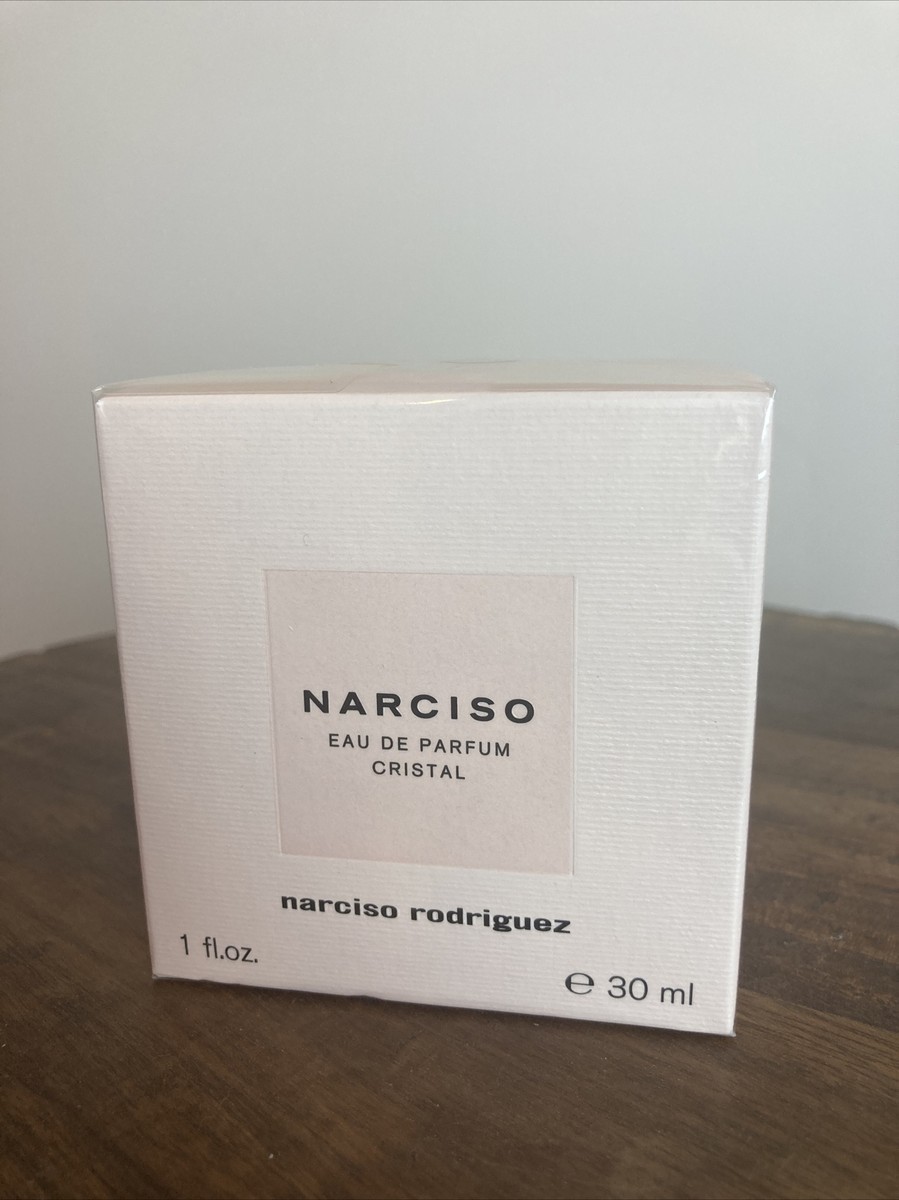 NARCISO
EAU DE PARFUM
CRISTAL
narciso rodriguez
1 fl.oz.
℮ 30 ml